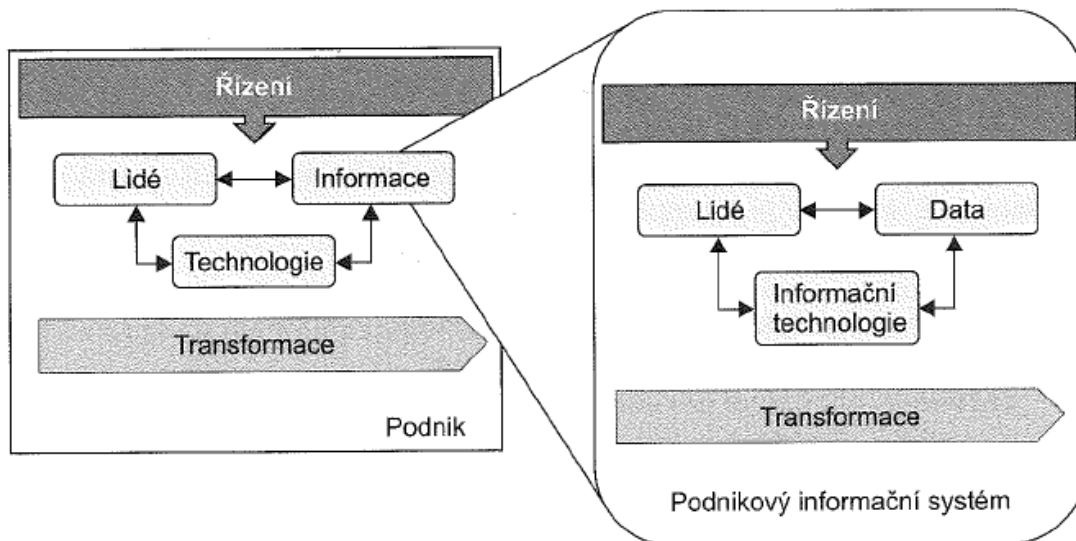 Řízení
Lidé
Informace
Technologie
Transformace
Podnik
Řízení
Lidé
Data
Informační
technologie
Transformace
Podnikový informační systém